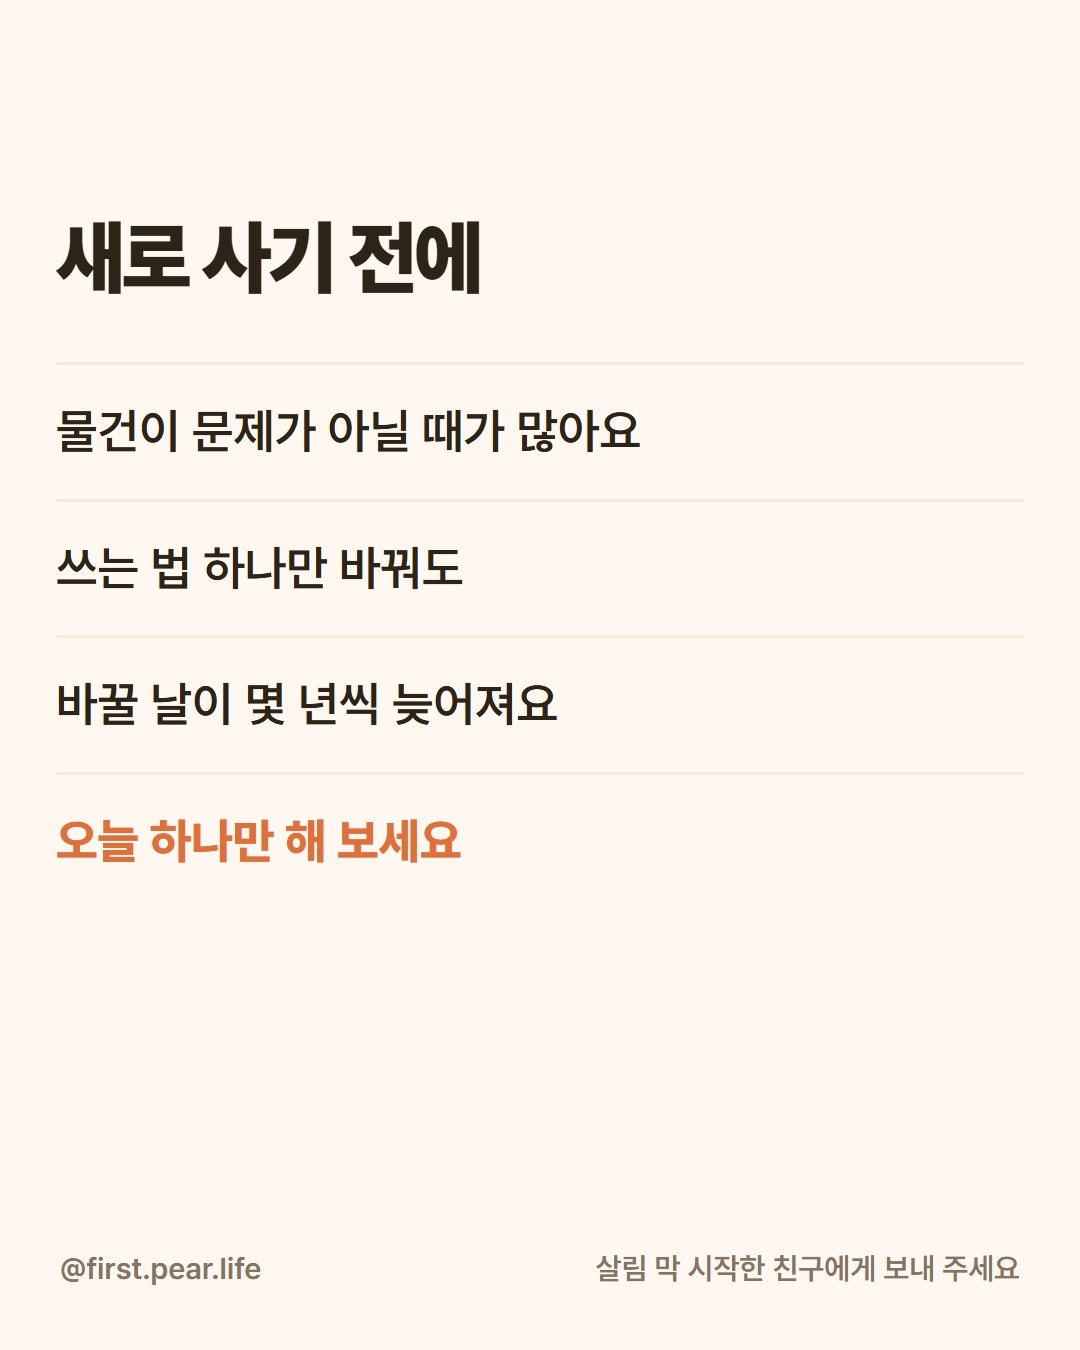 새로 사기 전에
물건이 문제가 아닐 때가 많아요
쓰는 법 하나만 바꿔도
바꿀 날이 몇 년씩 늦어져요
오늘 하나만 해 보세요
@first.pear.life
살림 막 시작한 친구에게 보내 주세요